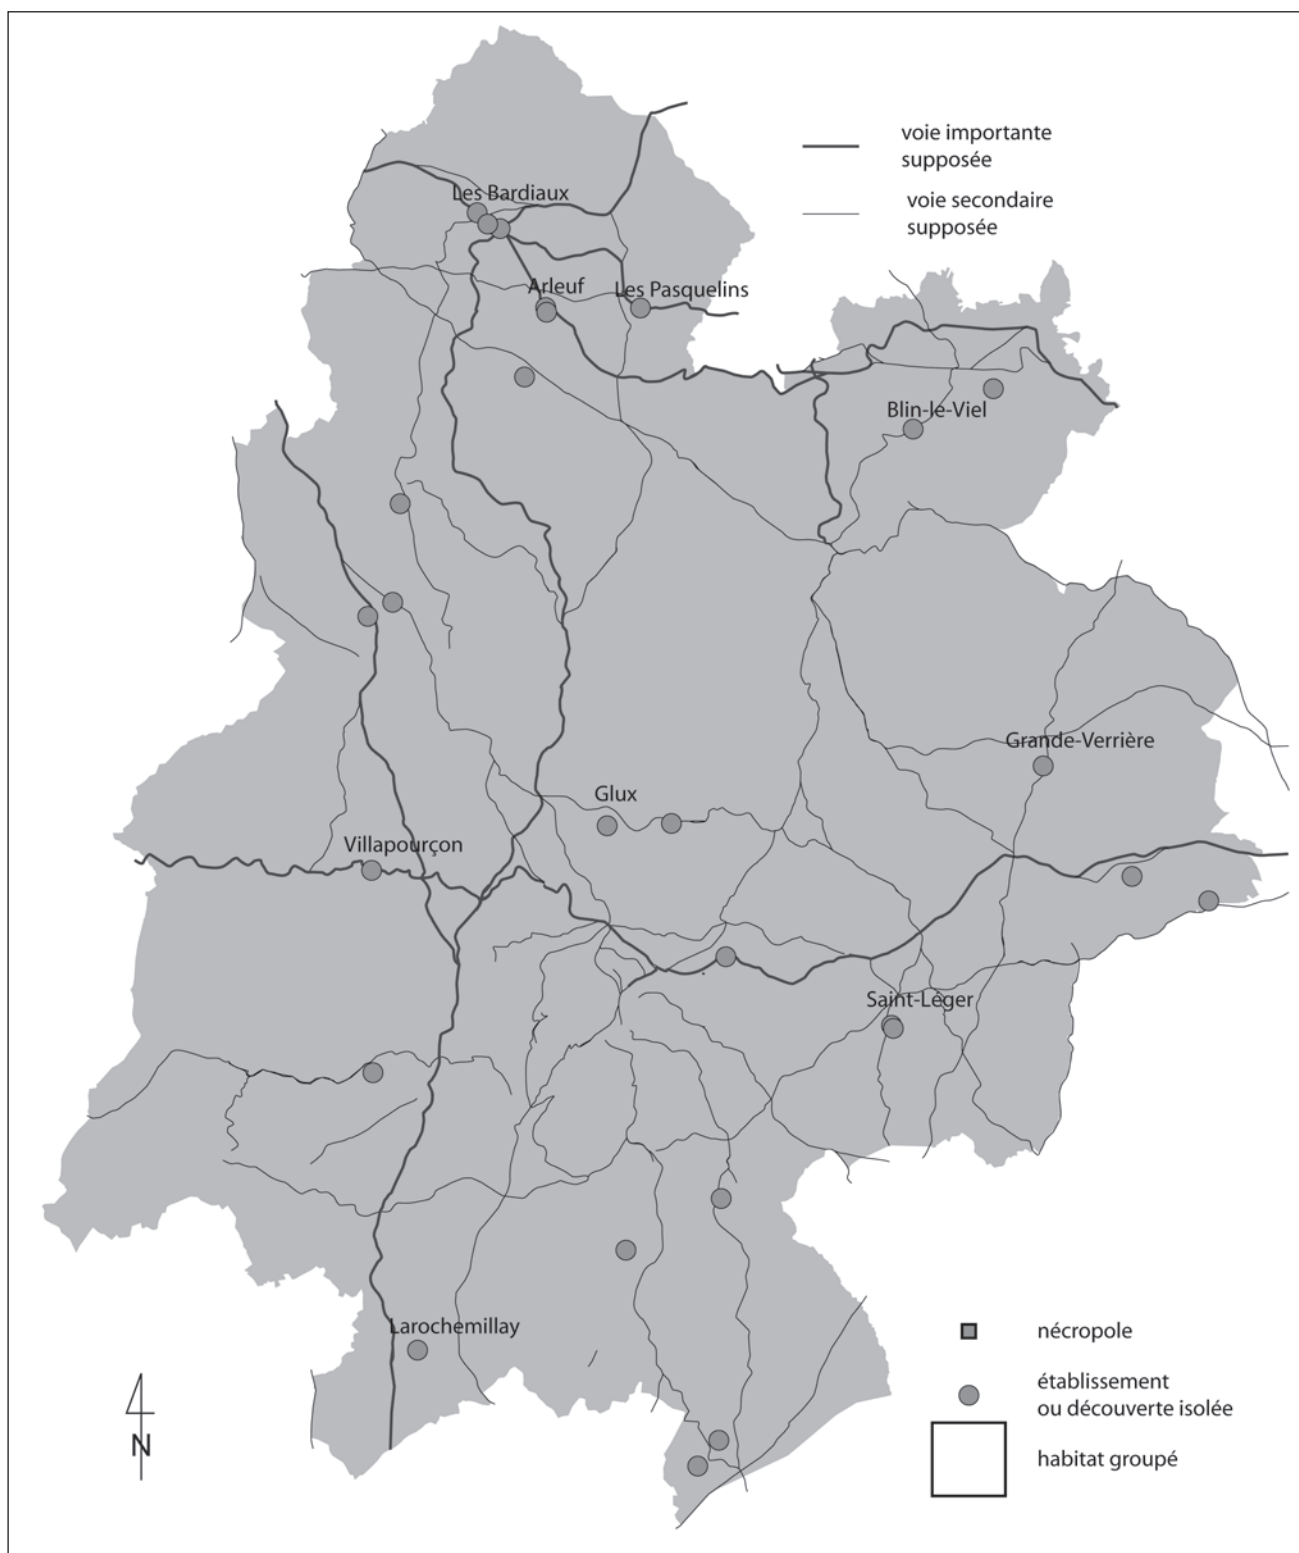 voie importante
supposée
voie secondaire
supposée
Les Bardiaux
Arleuf
Les Pasquelins
Blin-le-Viel
Grande-Verrière
Glux
Villapourçon
Saint-Léger
Larochemillay
nécropole
établissement
ou découverte isolée
habitat groupé
N